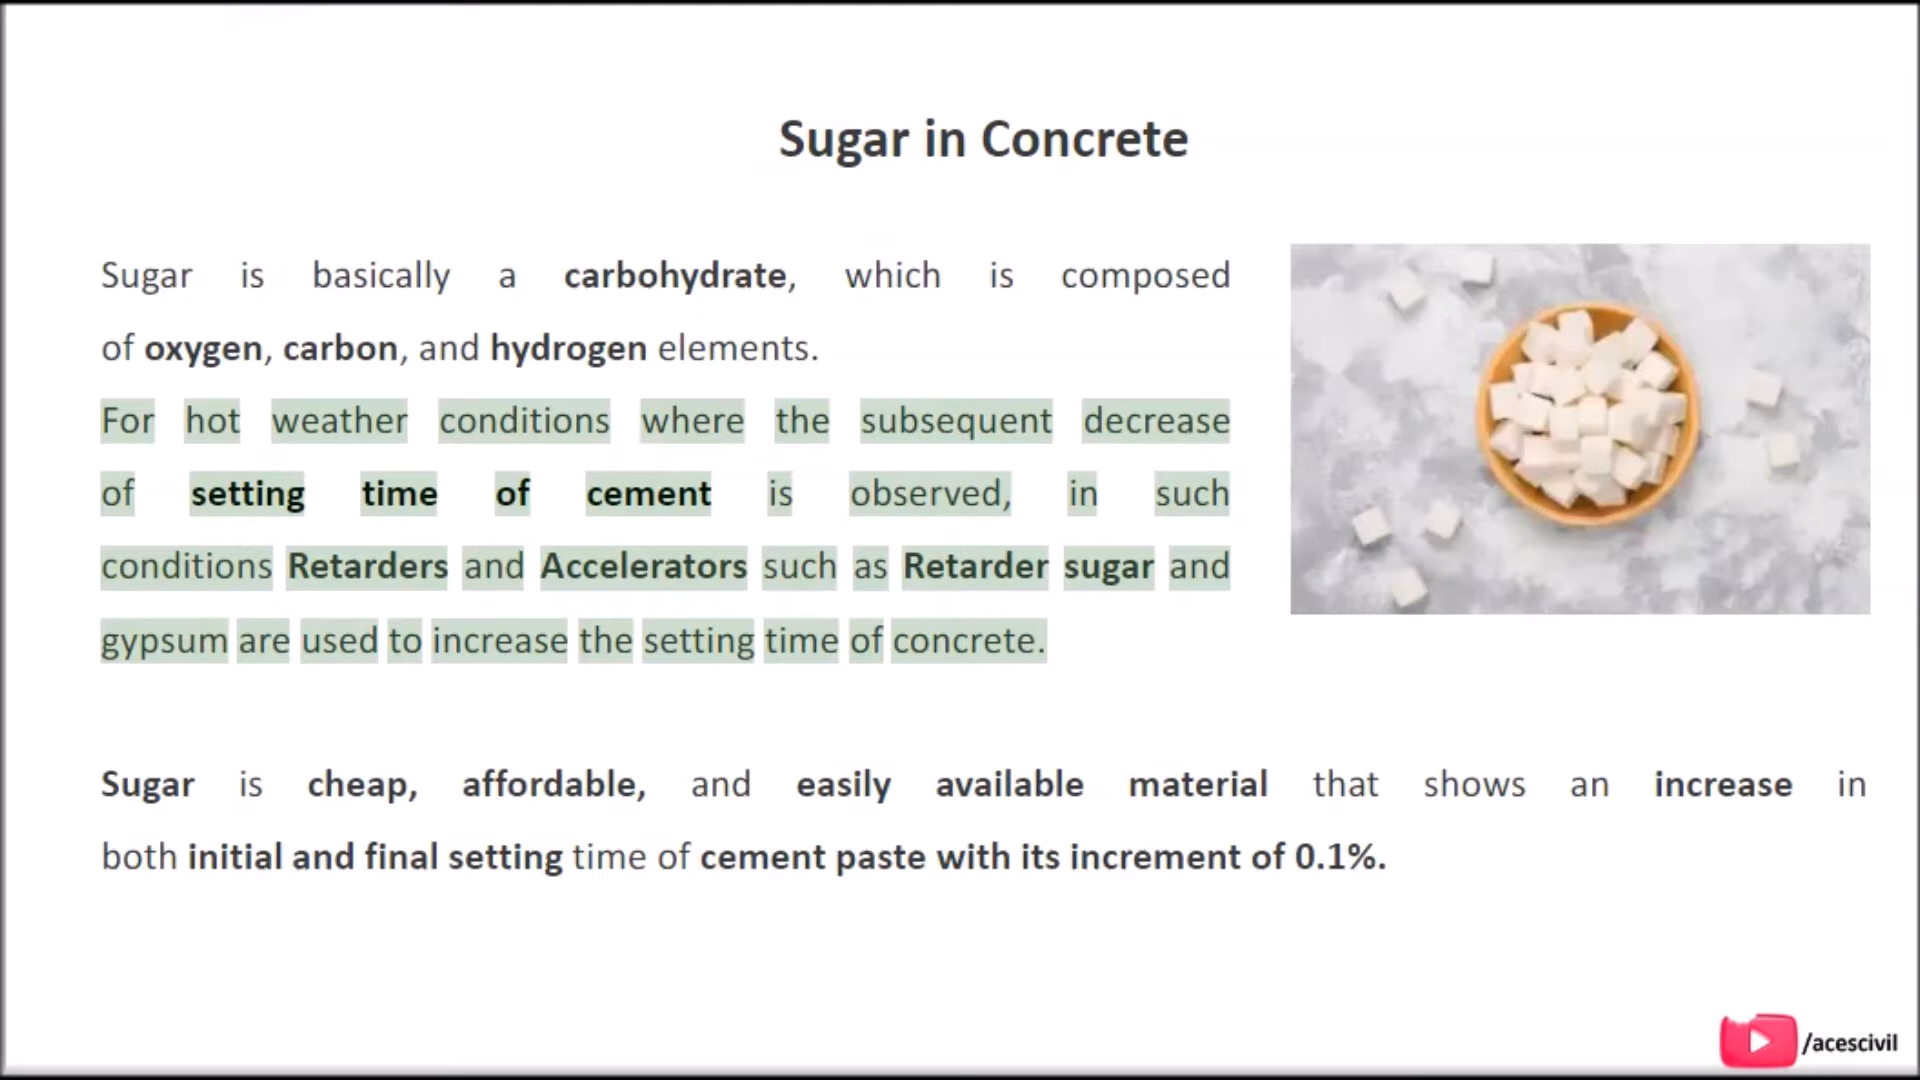 Sugar in Concrete
Sugar is basically a carbohydrate, which is composed
of oxygen, carbon, and hydrogen elements.
For hot weather conditions where the subsequent decrease
of setting time of cement is observed, in such
conditions Retarders and Accelerators such as Retarder sugar and
gypsum are used to increase the setting time of concrete.
Sugar is cheap, affordable, and easily available material that shows an increase in
both initial and final setting time of cement paste with its increment of 0.1%.
/acescivil